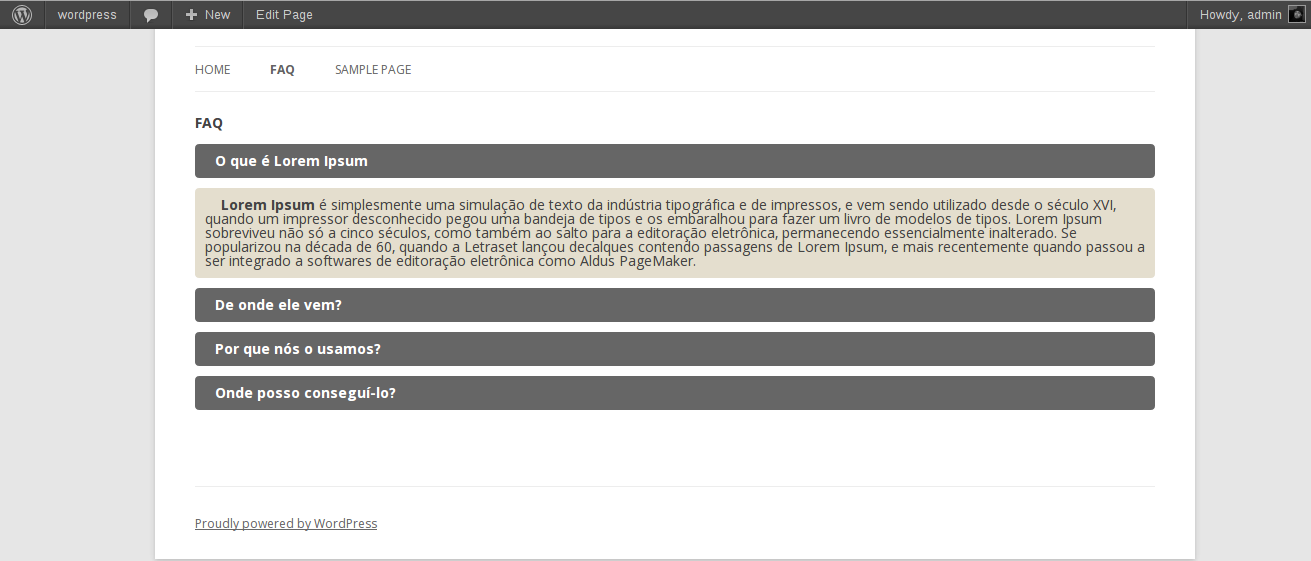 wordpress New Edit Page Howdy, admin
HOME FAQ SAMPLE PAGE
FAQ
O que é Lorem Ipsum
Lorem Ipsum é simplesmente uma simulação de texto da indústria tipográfica e de impressos, e vem sendo utilizado desde o século XVI,
quando um impressor desconhecido pegou uma bandeja de tipos e os embaralhou para fazer um livro de modelos de tipos. Lorem Ipsum
sobreviveu não só a cinco séculos, como também ao salto para a editoração eletrônica, permanecendo essencialmente inalterado. Se
popularizou na década de 60, quando a Letraset lançou decalques contendo passagens de Lorem Ipsum, e mais recentemente quando passou a
ser integrado a softwares de editoração eletrônica como Aldus PageMaker.
De onde ele vem?
Por que nós o usamos?
Onde posso conseguí-lo?
Proudly powered by WordPress